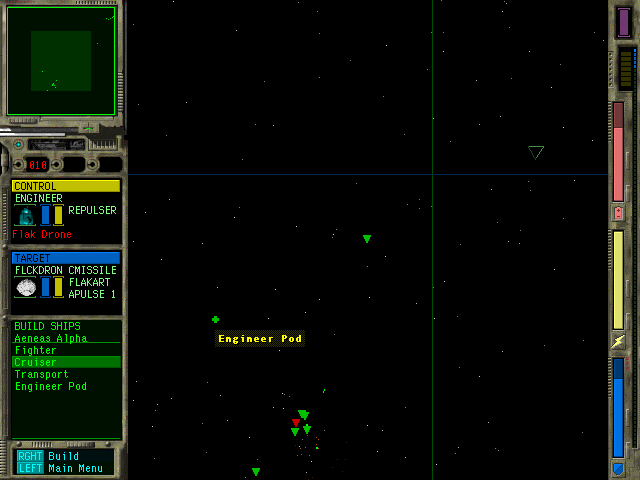 010
CONTROL
ENGINEER
REPULSER
Flak Drone
TARGET
FLCKDRON CMISSILE
FLAKART
APULSE 1
BUILD SHIPS
Aeneas Alpha
Fighter
Cruiser
Transport
Engineer Pod
RGHT Build
LEFT Main Menu
Engineer Pod